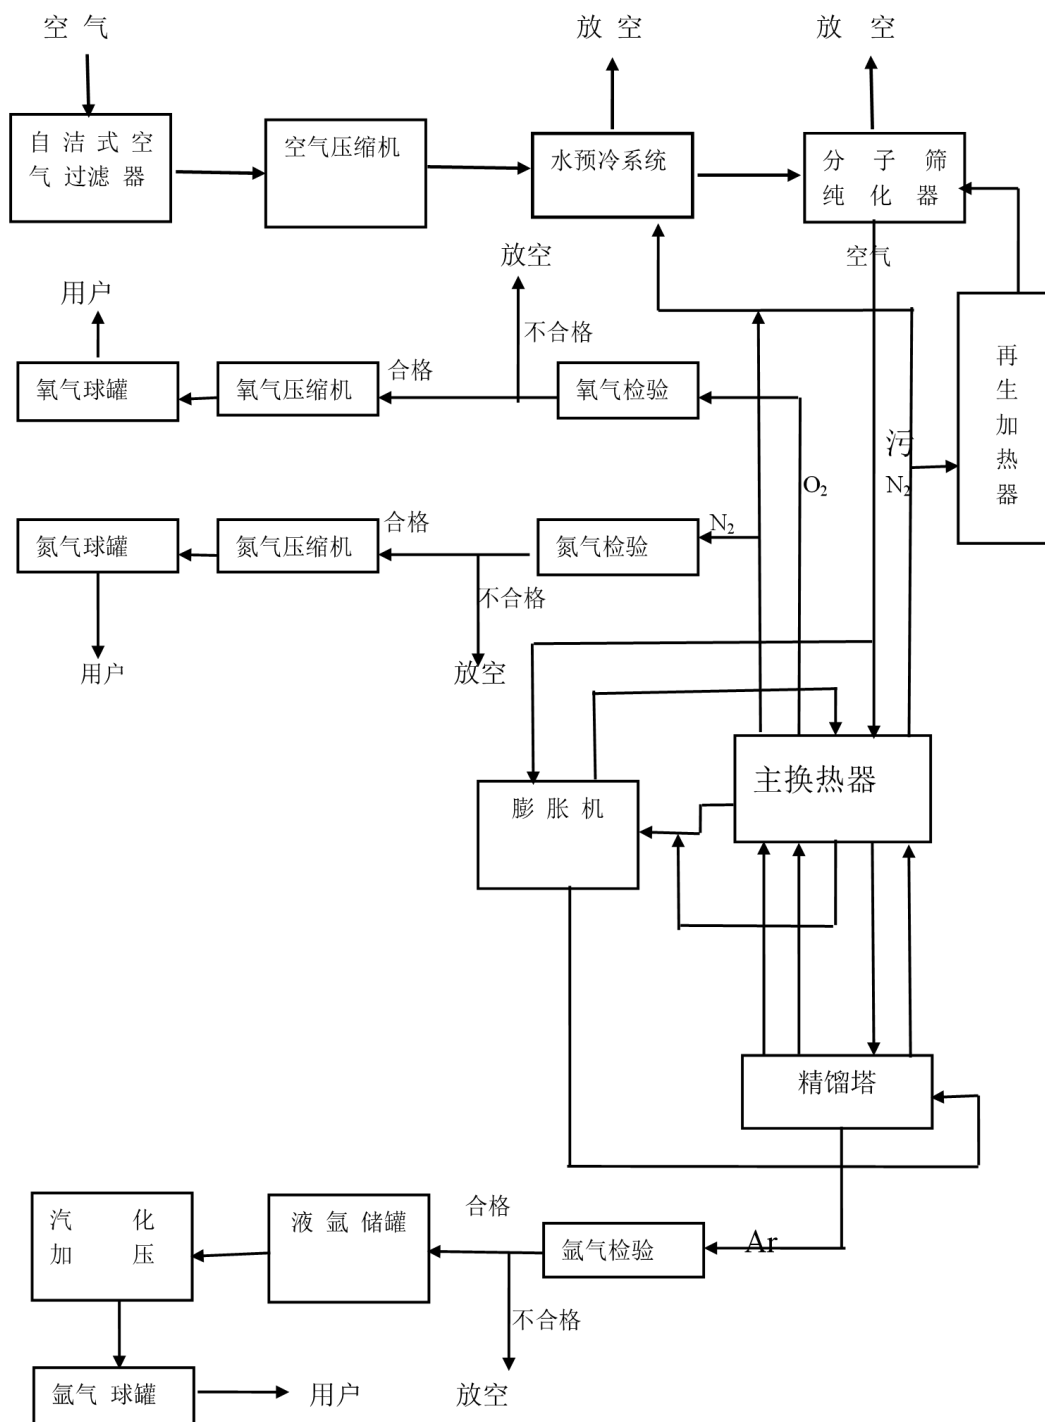 空 气
放 空
放 空
自 洁 式 空
气 过滤 器
空气压缩机
水预冷系统
分 子 筛
纯 化 器
空气
放空
用户
不合格
合格
氧气球罐
氧气压缩机
氧气检验
再
生
加
热
器
污
N₂
O₂
N₂
合格
氮气球罐
氮气压缩机
氮气检验
不合格
用户
放空
主换热器
膨 胀 机
精馏塔
合格
汽 化
加 压
液 氩 储罐
氩气检验
Ar
不合格
氩气 球罐
用户
放空